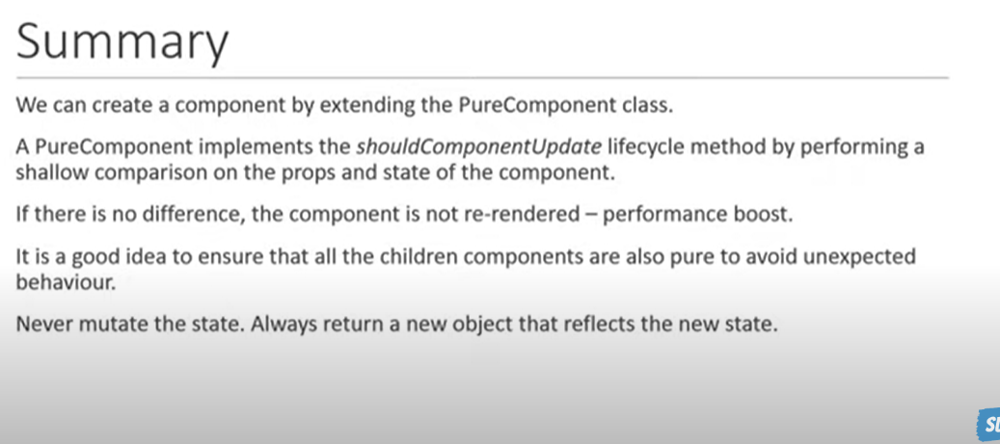 Summary
We can create a component by extending the PureComponent class.
A PureComponent implements the shouldComponentUpdate lifecycle method by performing a
shallow comparison on the props and state of the component.
If there is no difference, the component is not re-rendered – performance boost.
It is a good idea to ensure that all the children components are also pure to avoid unexpected
behaviour.
Never mutate the state. Always return a new object that reflects the new state.